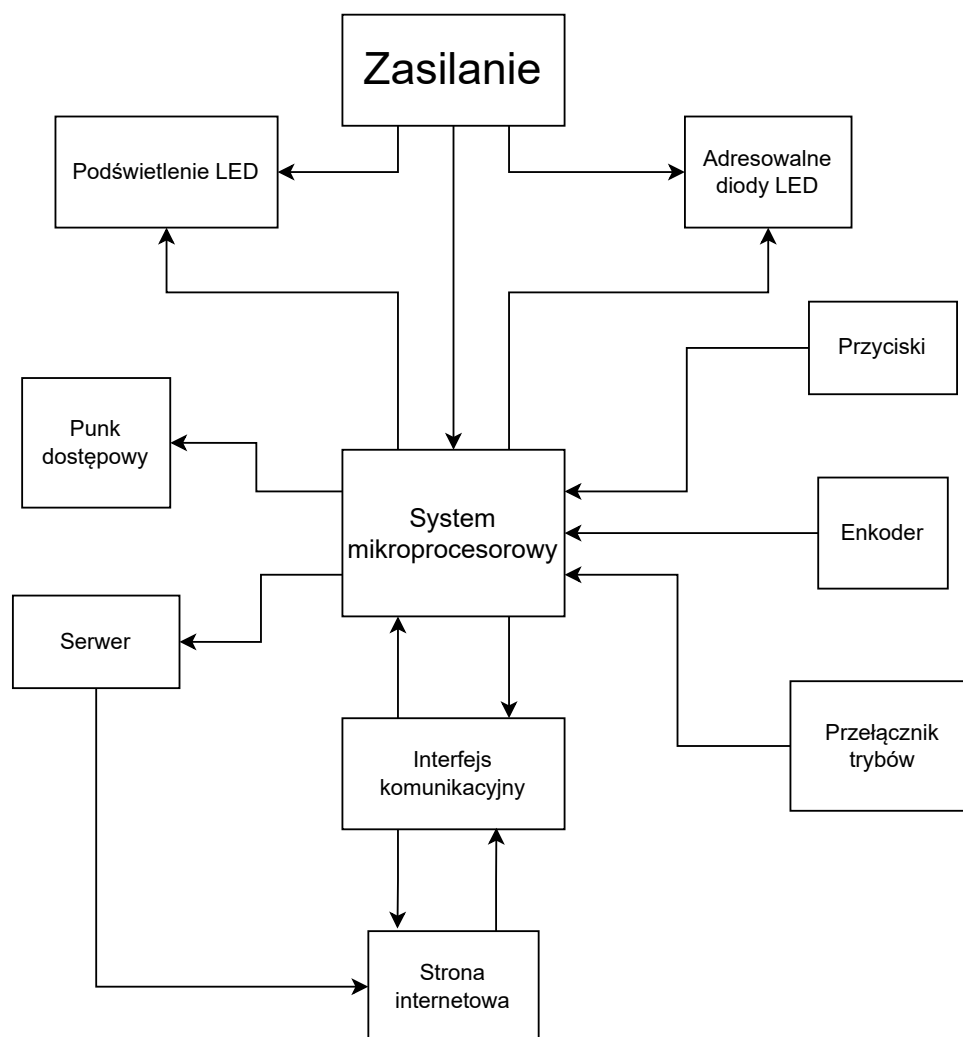 Zasilanie
Podświetlenie LED
Adresowalne
diody LED
Przyciski
Punk
dostępowy
System
mikroprocesorowy
Enkoder
Serwer
Przełącznik
trybów
Interfejs
komunikacyjny
Strona
internetowa